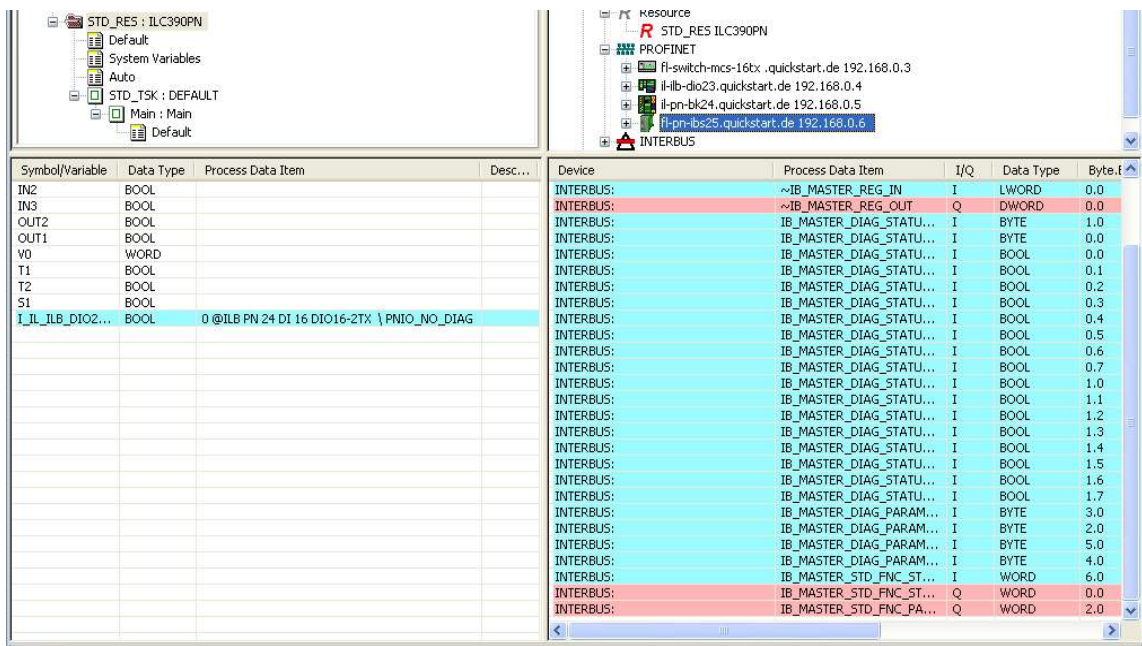 STD_RES : ILC390PN
Default
System Variables
Auto
STD_TSK : DEFAULT
Main : Main
Default
Resource
STD_RES ILC390PN
PROFINET
fl-switch-mcs-16tx .quickstart.de 192.168.0.3
il-ilb-dio23.quickstart.de 192.168.0.4
il-pn-bk24.quickstart.de 192.168.0.5
fl-pn-ibs25.quickstart.de 192.168.0.6
INTERBUS
Symbol/Variable Data Type Process Data Item Desc...
IN2 BOOL
IN3 BOOL
OUT2 BOOL
OUT1 BOOL
V0 WORD
T1 BOOL
T2 BOOL
S1 BOOL
I_IL_ILB_DIO2... BOOL 0 @ILB PN 24 DI 16 DIO16-2TX \ PNIO_NO_DIAG
Device Process Data Item I/Q Data Type Byte.
INTERBUS: ~IB_MASTER_REG_IN I LWORD 0.0
INTERBUS: ~IB_MASTER_REG_OUT Q DWORD 0.0
INTERBUS: IB_MASTER_DIAG_STATU... I BYTE 1.0
INTERBUS: IB_MASTER_DIAG_STATU... I BYTE 0.0
INTERBUS: IB_MASTER_DIAG_STATU... I BOOL 0.0
INTERBUS: IB_MASTER_DIAG_STATU... I BOOL 0.1
INTERBUS: IB_MASTER_DIAG_STATU... I BOOL 0.2
INTERBUS: IB_MASTER_DIAG_STATU... I BOOL 0.3
INTERBUS: IB_MASTER_DIAG_STATU... I BOOL 0.4
INTERBUS: IB_MASTER_DIAG_STATU... I BOOL 0.5
INTERBUS: IB_MASTER_DIAG_STATU... I BOOL 0.6
INTERBUS: IB_MASTER_DIAG_STATU... I BOOL 0.7
INTERBUS: IB_MASTER_DIAG_STATU... I BOOL 1.0
INTERBUS: IB_MASTER_DIAG_STATU... I BOOL 1.1
INTERBUS: IB_MASTER_DIAG_STATU... I BOOL 1.2
INTERBUS: IB_MASTER_DIAG_STATU... I BOOL 1.3
INTERBUS: IB_MASTER_DIAG_STATU... I BOOL 1.4
INTERBUS: IB_MASTER_DIAG_STATU... I BOOL 1.5
INTERBUS: IB_MASTER_DIAG_STATU... I BOOL 1.6
INTERBUS: IB_MASTER_DIAG_STATU... I BOOL 1.7
INTERBUS: IB_MASTER_DIAG_PARAM... I BYTE 3.0
INTERBUS: IB_MASTER_DIAG_PARAM... I BYTE 2.0
INTERBUS: IB_MASTER_DIAG_PARAM... I BYTE 5.0
INTERBUS: IB_MASTER_DIAG_PARAM... I BYTE 4.0
INTERBUS: IB_MASTER_STD_FNC_ST... I WORD 6.0
INTERBUS: IB_MASTER_STD_FNC_ST... Q WORD 0.0
INTERBUS: IB_MASTER_STD_FNC_PA... Q WORD 2.0